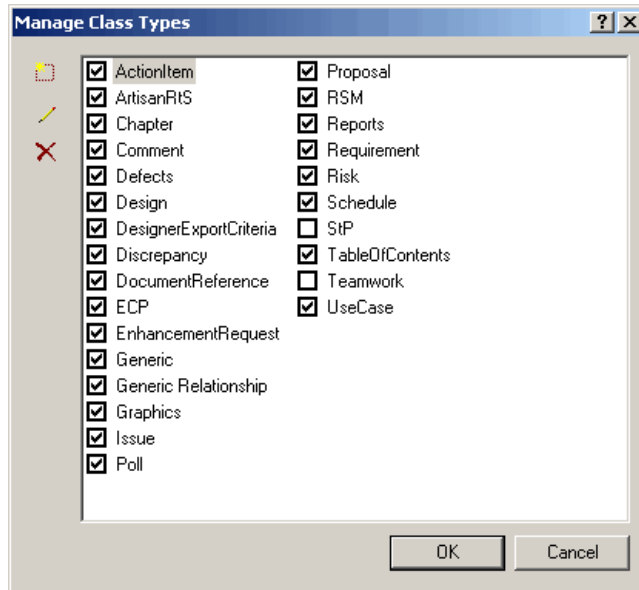 Manage Class Types
ActionItem
ArtisanRtS
Chapter
Comment
Defects
Design
DesignerExportCriteria
Discrepancy
DocumentReference
ECP
EnhancementRequest
Generic
Generic Relationship
Graphics
Issue
Poll
Proposal
RSM
Reports
Requirement
Risk
Schedule
StP
TableOfContents
Teamwork
UseCase
OK
Cancel